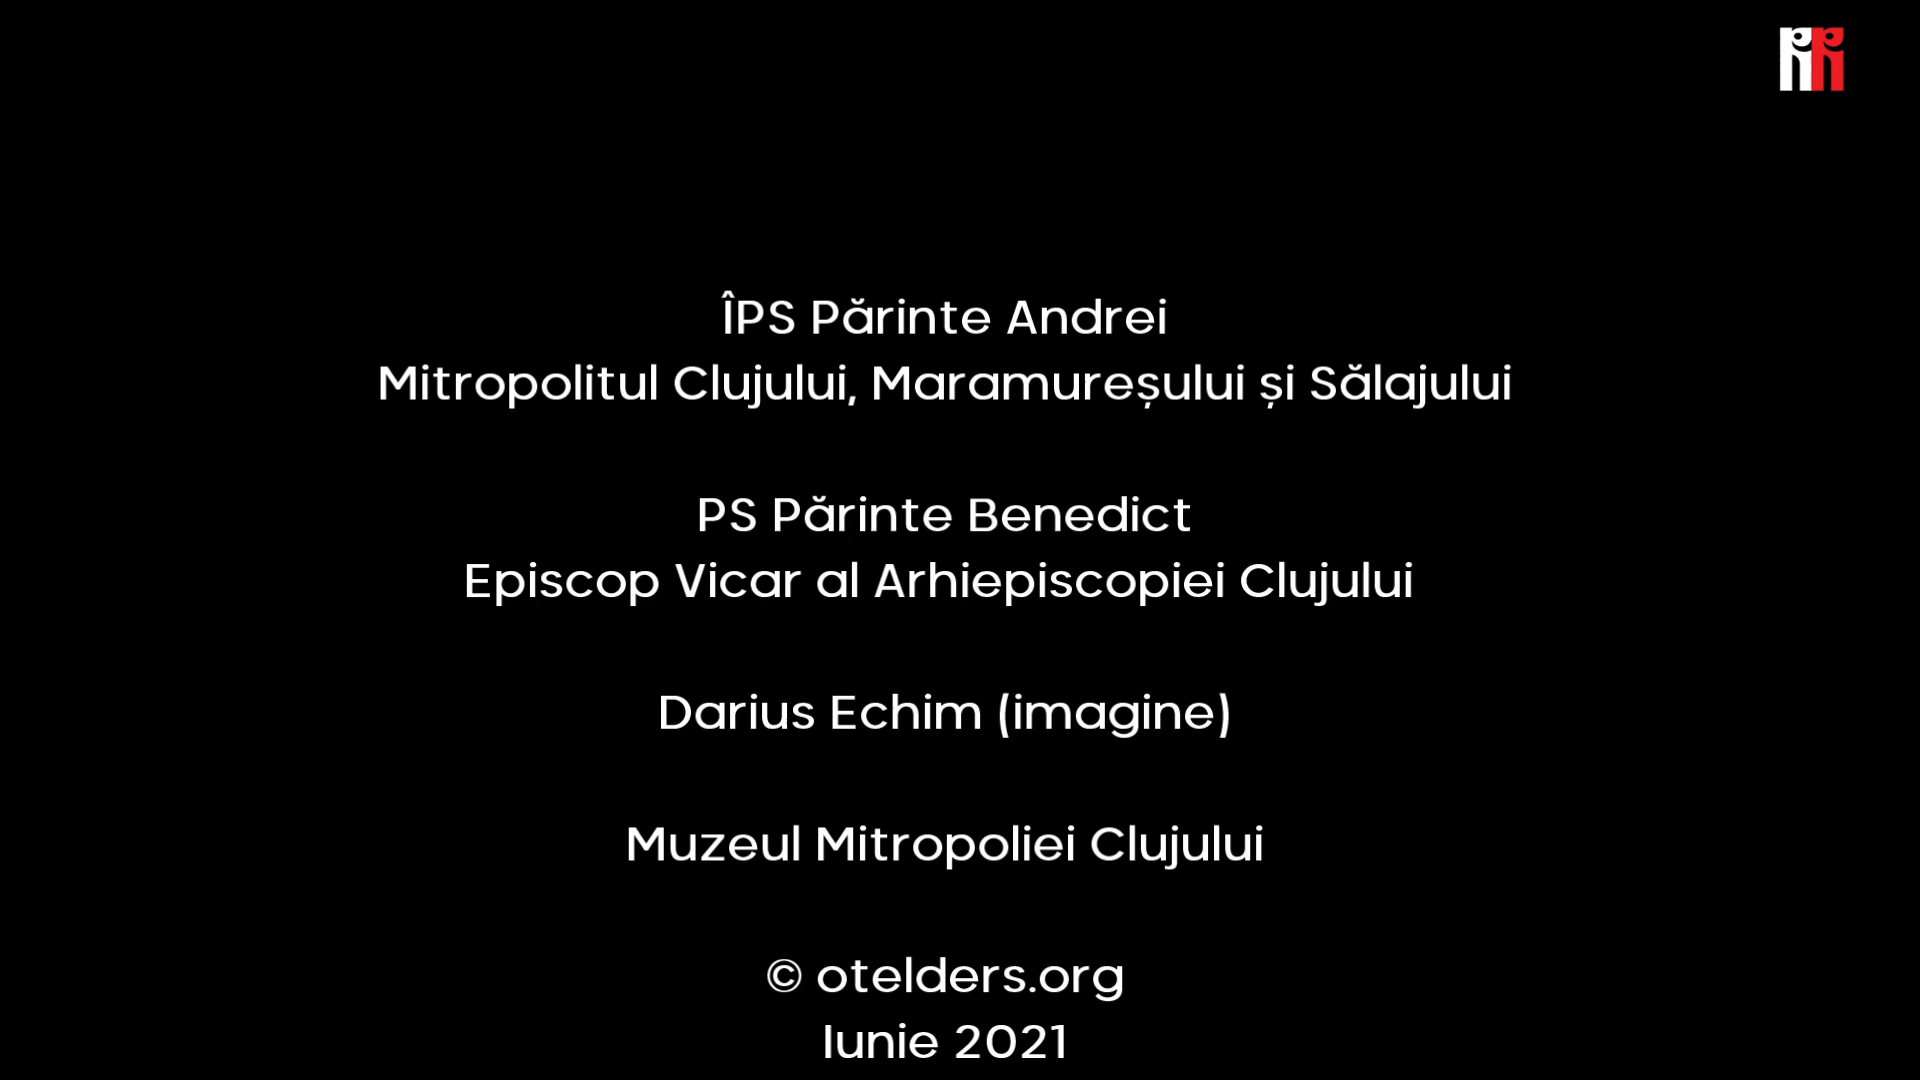 ÎPS Părinte Andrei
Mitropolitul Clujului, Maramureșului și Sălajului
PS Părinte Benedict
Episcop Vicar al Arhiepiscopiei Clujului
Darius Echim (imagine)
Muzeul Mitropoliei Clujului
© otelders.org
Iunie 2021